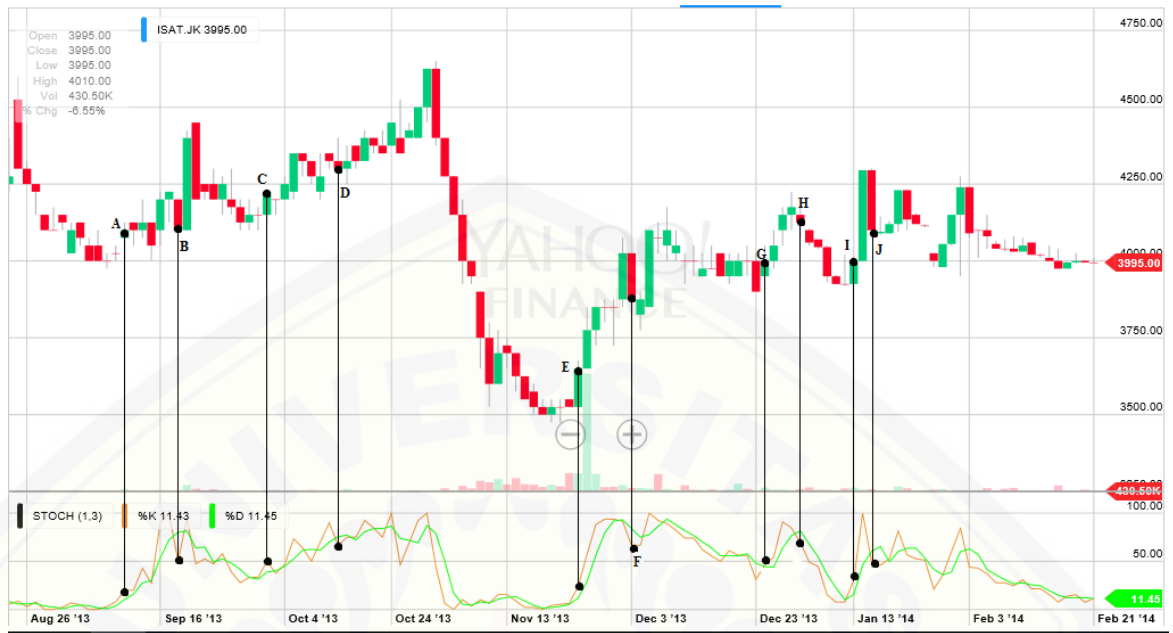 Open 3995.00
Close 3995.00
Low 3995.00
High 4010.00
Vol 430.50K
% Chg -6.55%
ISAT.JK 3995.00
4750.00
4500.00
4250.00
4000.00
3995.00
3750.00
3500.00
430.50K
100.00
50.00
11.45
A
B
C
D
E
F
G
H
I
J
YAHOO!
FINANCE
UNIVERSITAS
STOCH (1,3)
%K 11.43
%D 11.45
Aug 26 '13
Sep 16 '13
Oct 4 '13
Oct 24 '13
Nov 13 '13
Dec 3 '13
Dec 23 '13
Jan 13 '14
Feb 3 '14
Feb 21 '14